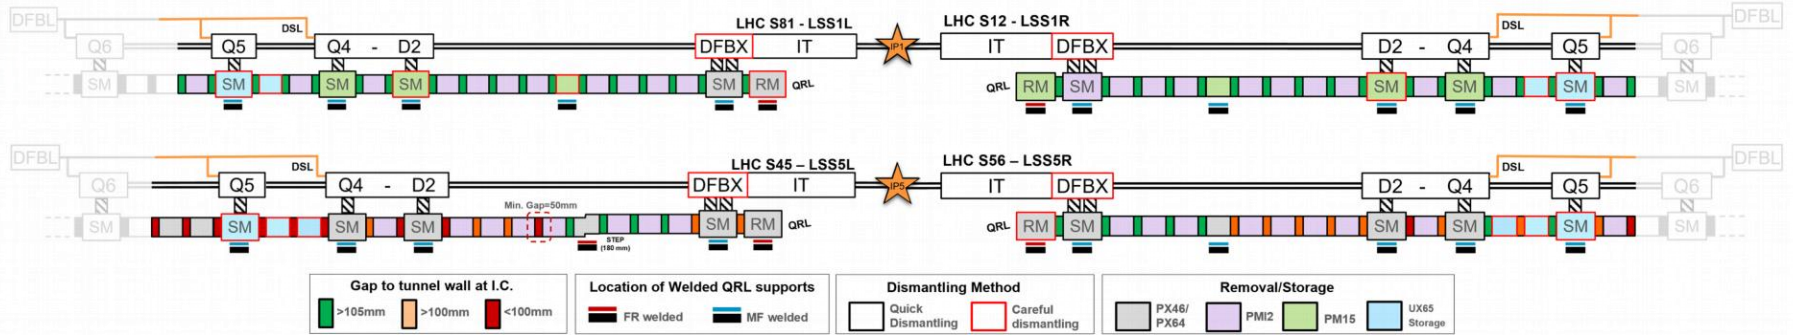 DFBL
DSL
LHC S81 - LSS1L
LHC S12 - LSS1R
DSL
DFBL
Q6
Q5
Q4 - D2
DFBX
IT
IP1
IT
DFBX
D2 - Q4
Q5
Q6
SM
SM
SM
SM
SM
RM
QRL
QRL
RM
SM
SM
SM
SM
SM
DFBL
DSL
LHC S45 – LSS5L
LHC S56 – LSS5R
DSL
DFBL
Q6
Q5
Q4 - D2
DFBX
IT
IP5
IT
DFBX
D2 - Q4
Q5
Q6
Min. Gap=50mm
SM
SM
SM
SM
SM
RM
QRL
QRL
RM
SM
SM
SM
SM
SM
STEP
(180 mm)
Gap to tunnel wall at I.C.
>105mm
>100mm
<100mm
Location of Welded QRL supports
FR welded
MF welded
Dismantling Method
Quick
Dismantling
Careful
dismantling
Removal/Storage
PX46/
PX64
PMI2
PM15
UX65
Storage